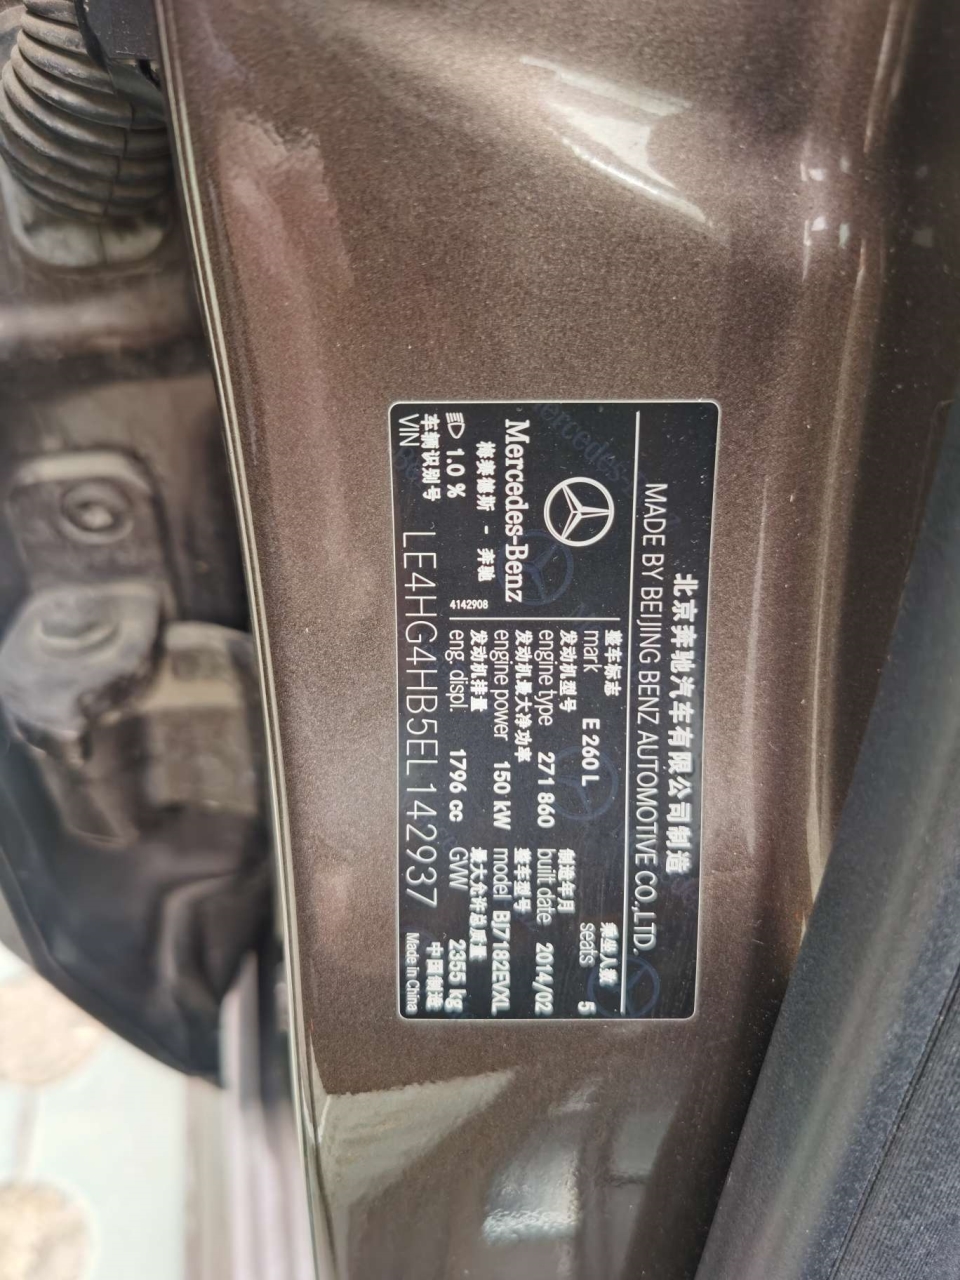 北京奔驰汽车有限公司制造
MADE BY BEIJING BENZ AUTOMOTIVE CO.,LTD.
Mercedes-Benz
梅赛德斯 - 奔驰
1.0 %
4142908
整车标志
mark E 260 L
乘坐人数
seats 5
发动机型号
engine type 271 860
制造年月
built date 2014/02
发动机最大净功率
engine power 150 kW
整车型号
model BJ7182EVXL
发动机排量
eng. displ. 1796 cc
最大允许总质量
GVW 2355 kg
车辆识别号
VIN LE4HG4HB5EL142937
中国制造
Made in China